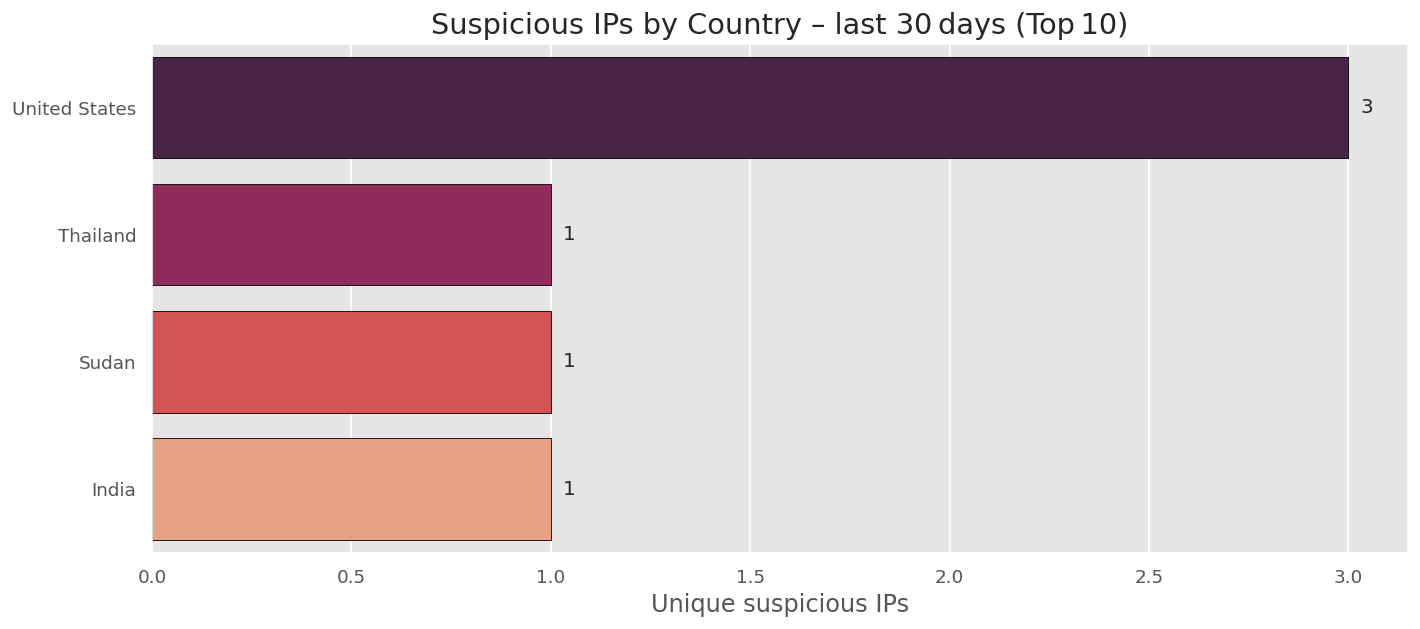 Suspicious IPs by Country – last 30 days (Top 10)
United States
3
Thailand
1
Sudan
1
India
1
0.0 0.5 1.0 1.5 2.0 2.5 3.0
Unique suspicious IPs